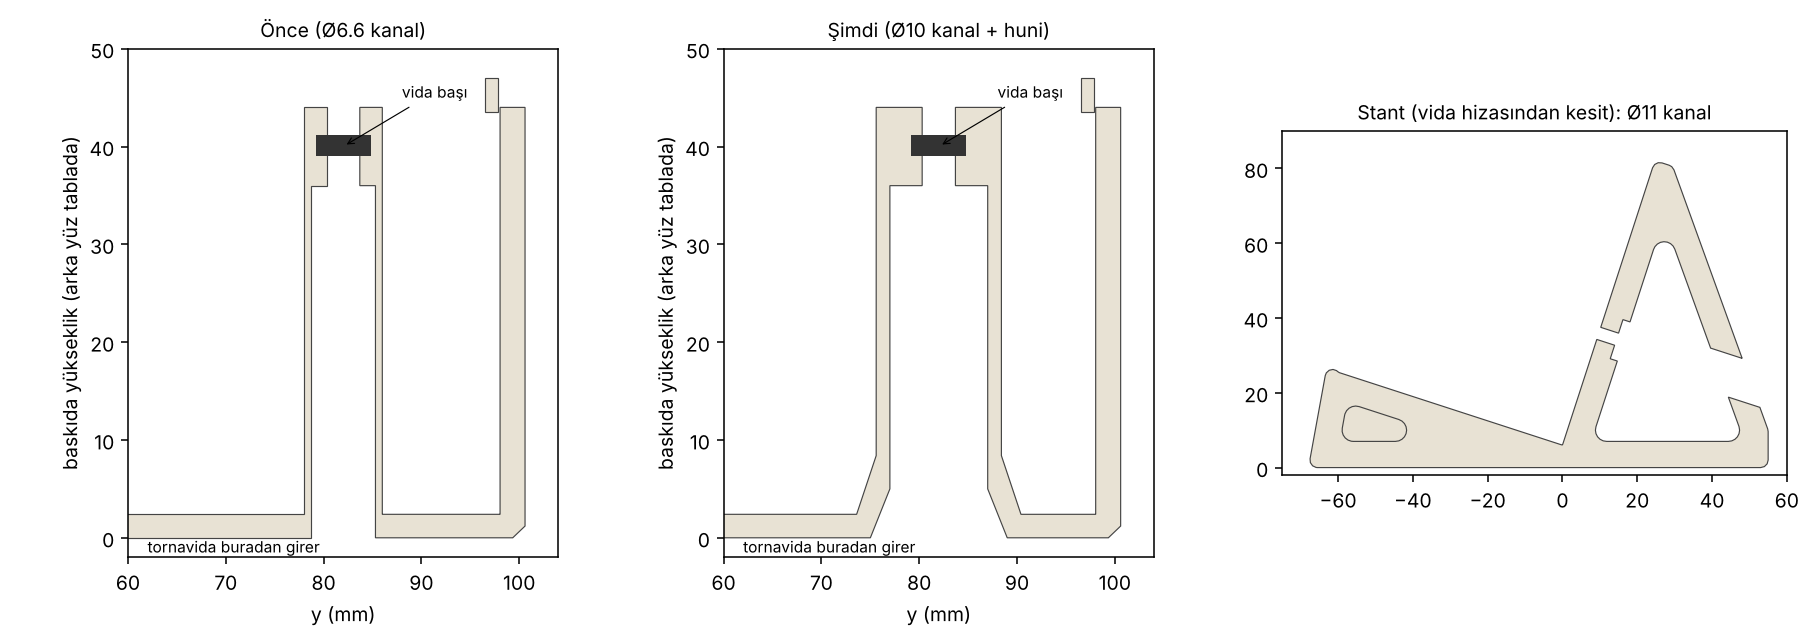 Önce (Ø6.6 kanal)
50
40
30
20
10
0
60 70 80 90 100
y (mm)
baskıda yükseklik (arka yüz tablada)
vida başı
tornavida buradan girer
Şimdi (Ø10 kanal + huni)
50
40
30
20
10
0
60 70 80 90 100
y (mm)
baskıda yükseklik (arka yüz tablada)
vida başı
tornavida buradan girer
Stant (vida hizasından kesit): Ø11 kanal
80
60
40
20
0
−60 −40 −20 0 20 40 60